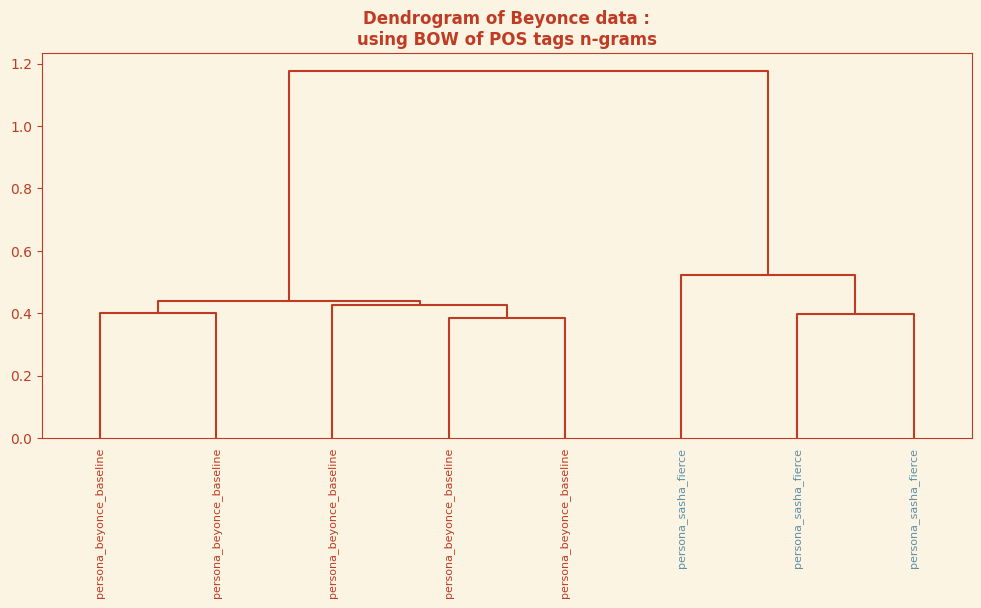 Dendrogram of Beyonce data :
using BOW of POS tags n-grams
1.2
1.0
0.8
0.6
0.4
0.2
0.0
persona_beyonce_baseline
persona_beyonce_baseline
persona_beyonce_baseline
persona_beyonce_baseline
persona_beyonce_baseline
persona_sasha_fierce
persona_sasha_fierce
persona_sasha_fierce